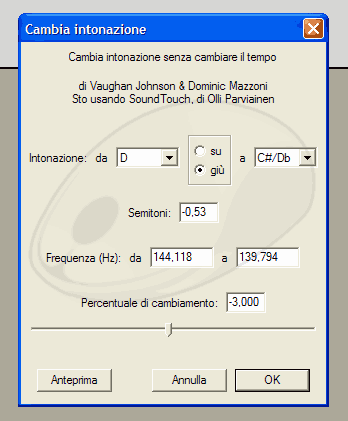 Cambia intonazione
Cambia intonazione senza cambiare il tempo
di Vaughan Johnson & Dominic Mazzoni
Sto usando SoundTouch, di Olli Parviainen
Intonazione: da D su giù a C#/Db
Semitoni: -0,53
Frequenza (Hz): da 144,118 a 139,794
Percentuale di cambiamento: -3,000
Anteprima Annulla OK